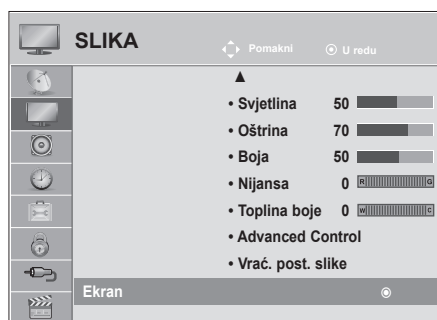 SLIKA Pomakni U redu
• Svjetlina 50
• Oštrina 70
• Boja 50
• Nijansa 0 R G
• Toplina boje 0 W C
• Advanced Control
• Vrać. post. slike
Ekran